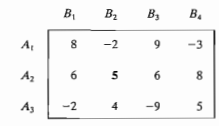 B₁ B₂ B₃ B₄
A₁ 8 −2 9 −3
A₂ 6 5 6 8
A₃ −2 4 −9 5